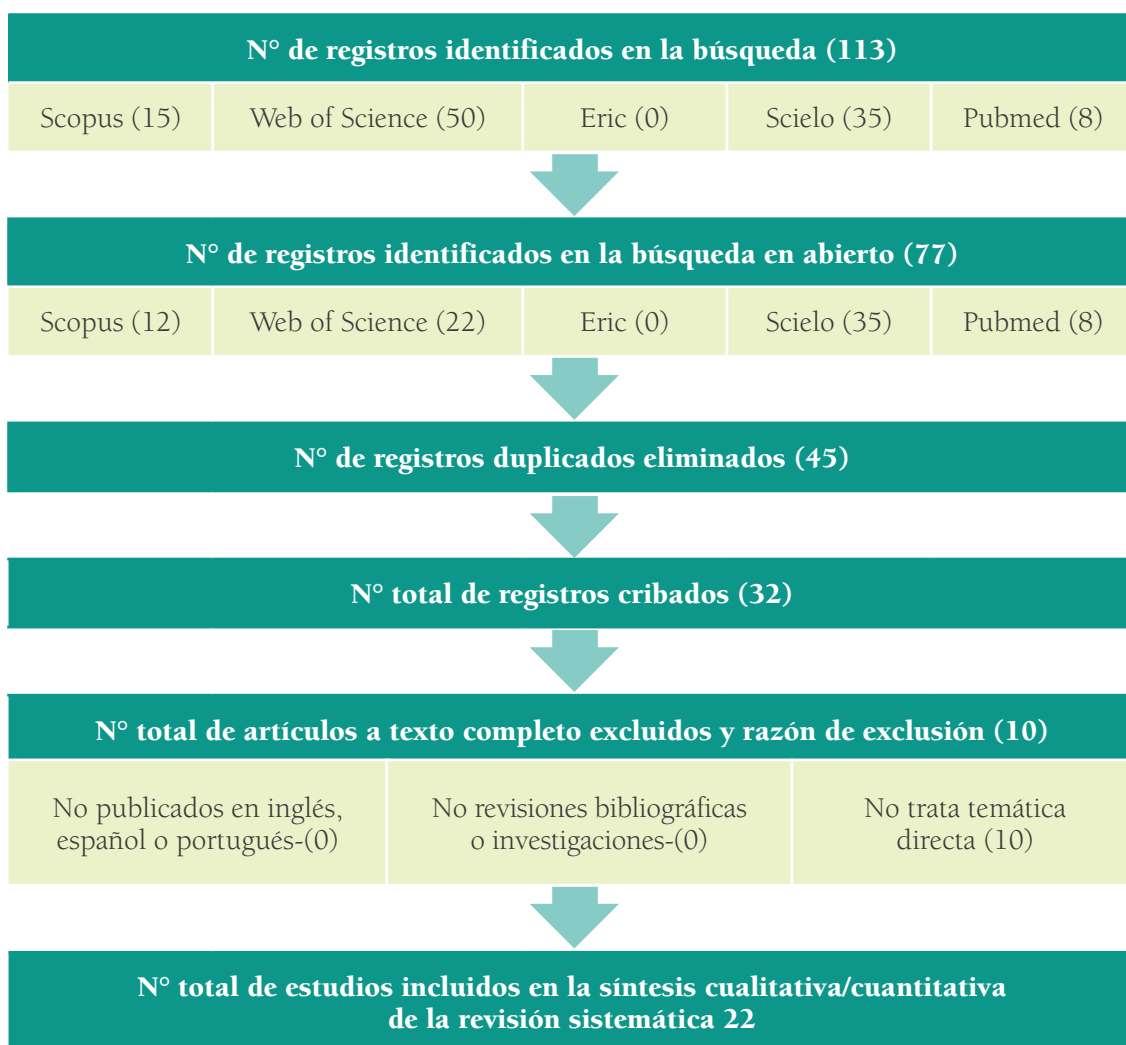 N° de registros identificados en la búsqueda (113)
Scopus (15) Web of Science (50) Eric (0) Scielo (35) Pubmed (8)
N° de registros identificados en la búsqueda en abierto (77)
Scopus (12) Web of Science (22) Eric (0) Scielo (35) Pubmed (8)
N° de registros duplicados eliminados (45)
N° total de registros cribados (32)
N° total de artículos a texto completo excluidos y razón de exclusión (10)
No publicados en inglés,
español o portugués-(0)
No revisiones bibliográficas
o investigaciones-(0)
No trata temática
directa (10)
N° total de estudios incluidos en la síntesis cualitativa/cuantitativa
de la revisión sistemática 22